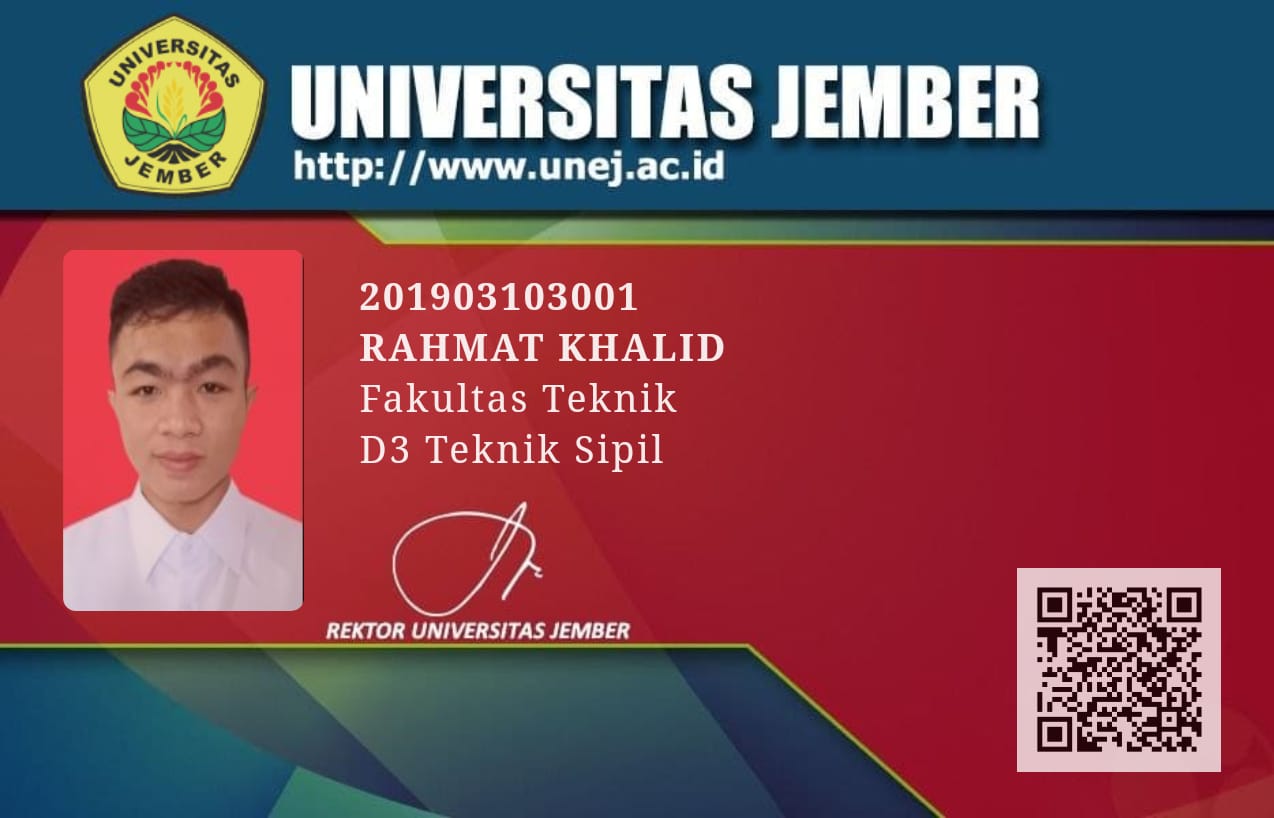 UNIVERSITAS
JEMBER
UNIVERSITAS JEMBER
http://www.unej.ac.id
201903103001
RAHMAT KHALID
Fakultas Teknik
D3 Teknik Sipil
REKTOR UNIVERSITAS JEMBER